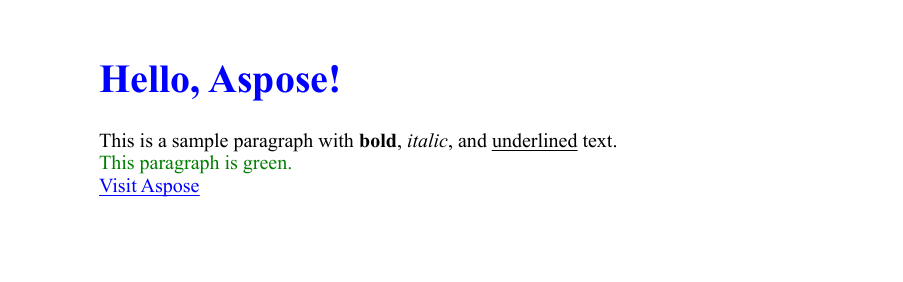 Hello, Aspose!
This is a sample paragraph with bold, italic, and underlined text.
This paragraph is green.
Visit Aspose